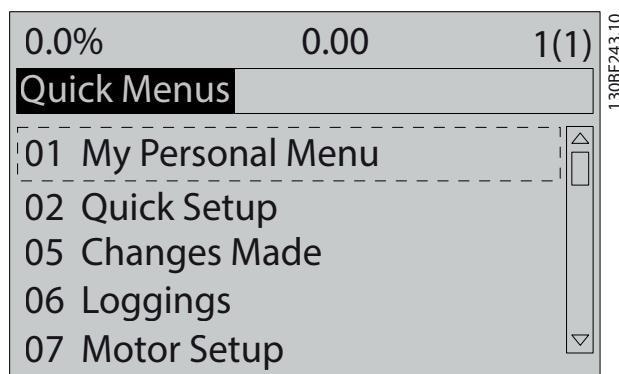 0.0% 0.00 1(1)
Quick Menus
01 My Personal Menu
02 Quick Setup
05 Changes Made
06 Loggings
07 Motor Setup
130BF243.10